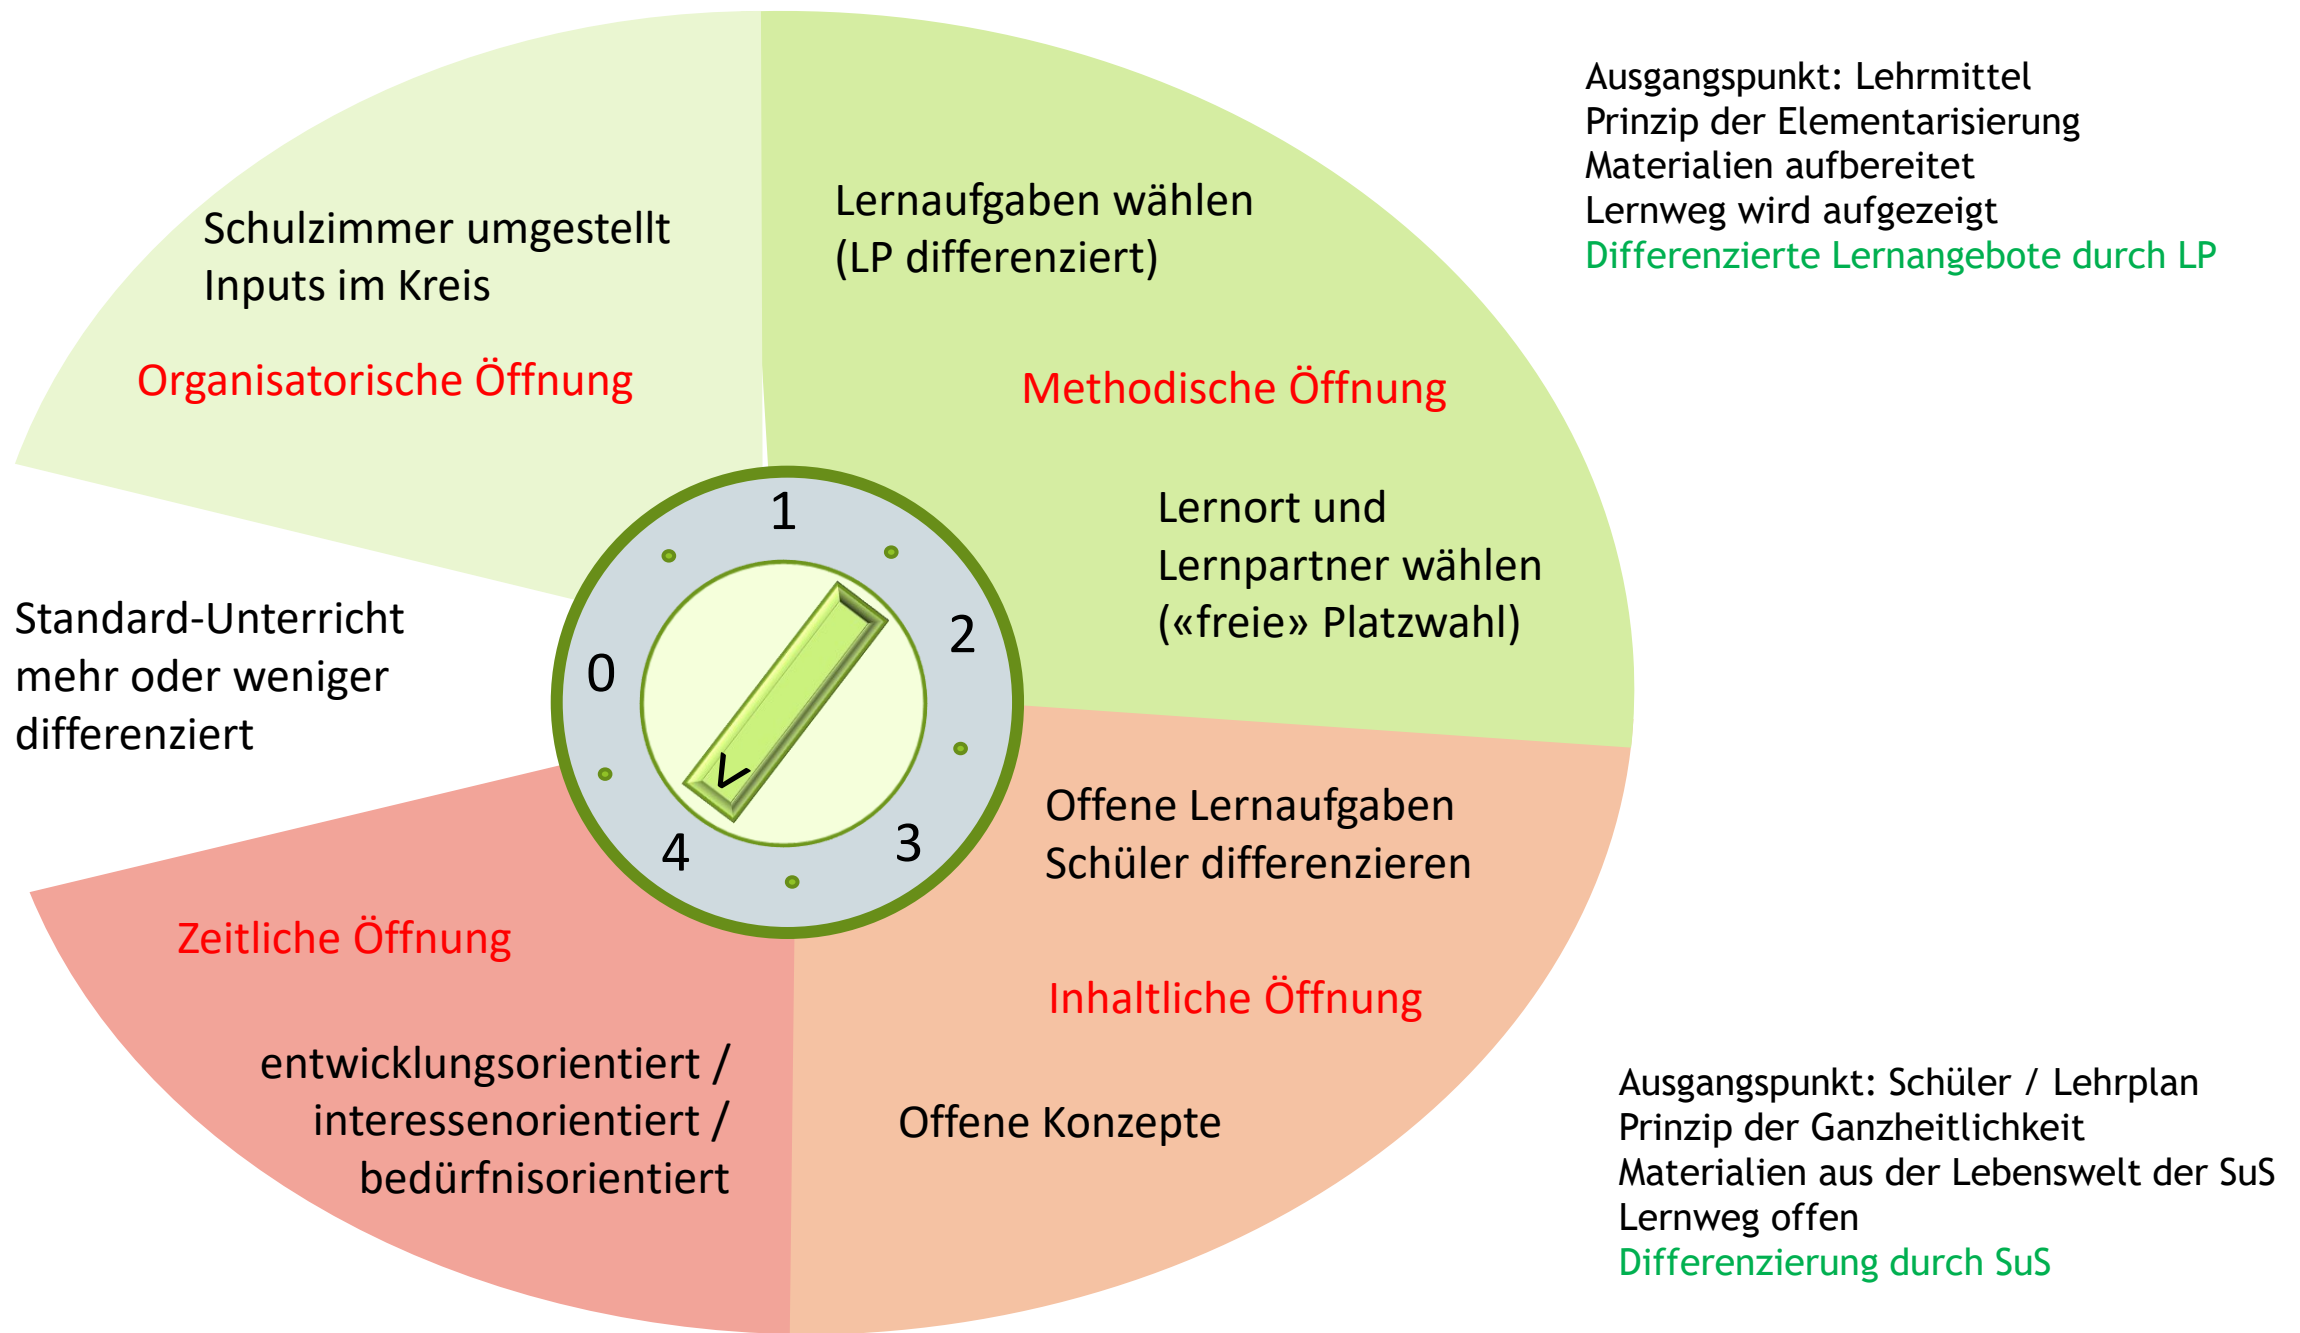 Schulzimmer umgestellt
Inputs im Kreis
Organisatorische Öffnung
Lernaufgaben wählen
(LP differenziert)
Methodische Öffnung
Lernort und
Lernpartner wählen
(«freie» Platzwahl)
Ausgangspunkt: Lehrmittel
Prinzip der Elementarisierung
Materialien aufbereitet
Lernweg wird aufgezeigt
Differenzierte Lernangebote durch LP
Standard-Unterricht
mehr oder weniger
differenziert
0
1
2
3
4
<
Offene Lernaufgaben
Schüler differenzieren
Inhaltliche Öffnung
Offene Konzepte
Zeitliche Öffnung
entwicklungsorientiert /
interessenorientiert /
bedürfnisorientiert
Ausgangspunkt: Schüler / Lehrplan
Prinzip der Ganzheitlichkeit
Materialien aus der Lebenswelt der SuS
Lernweg offen
Differenzierung durch SuS